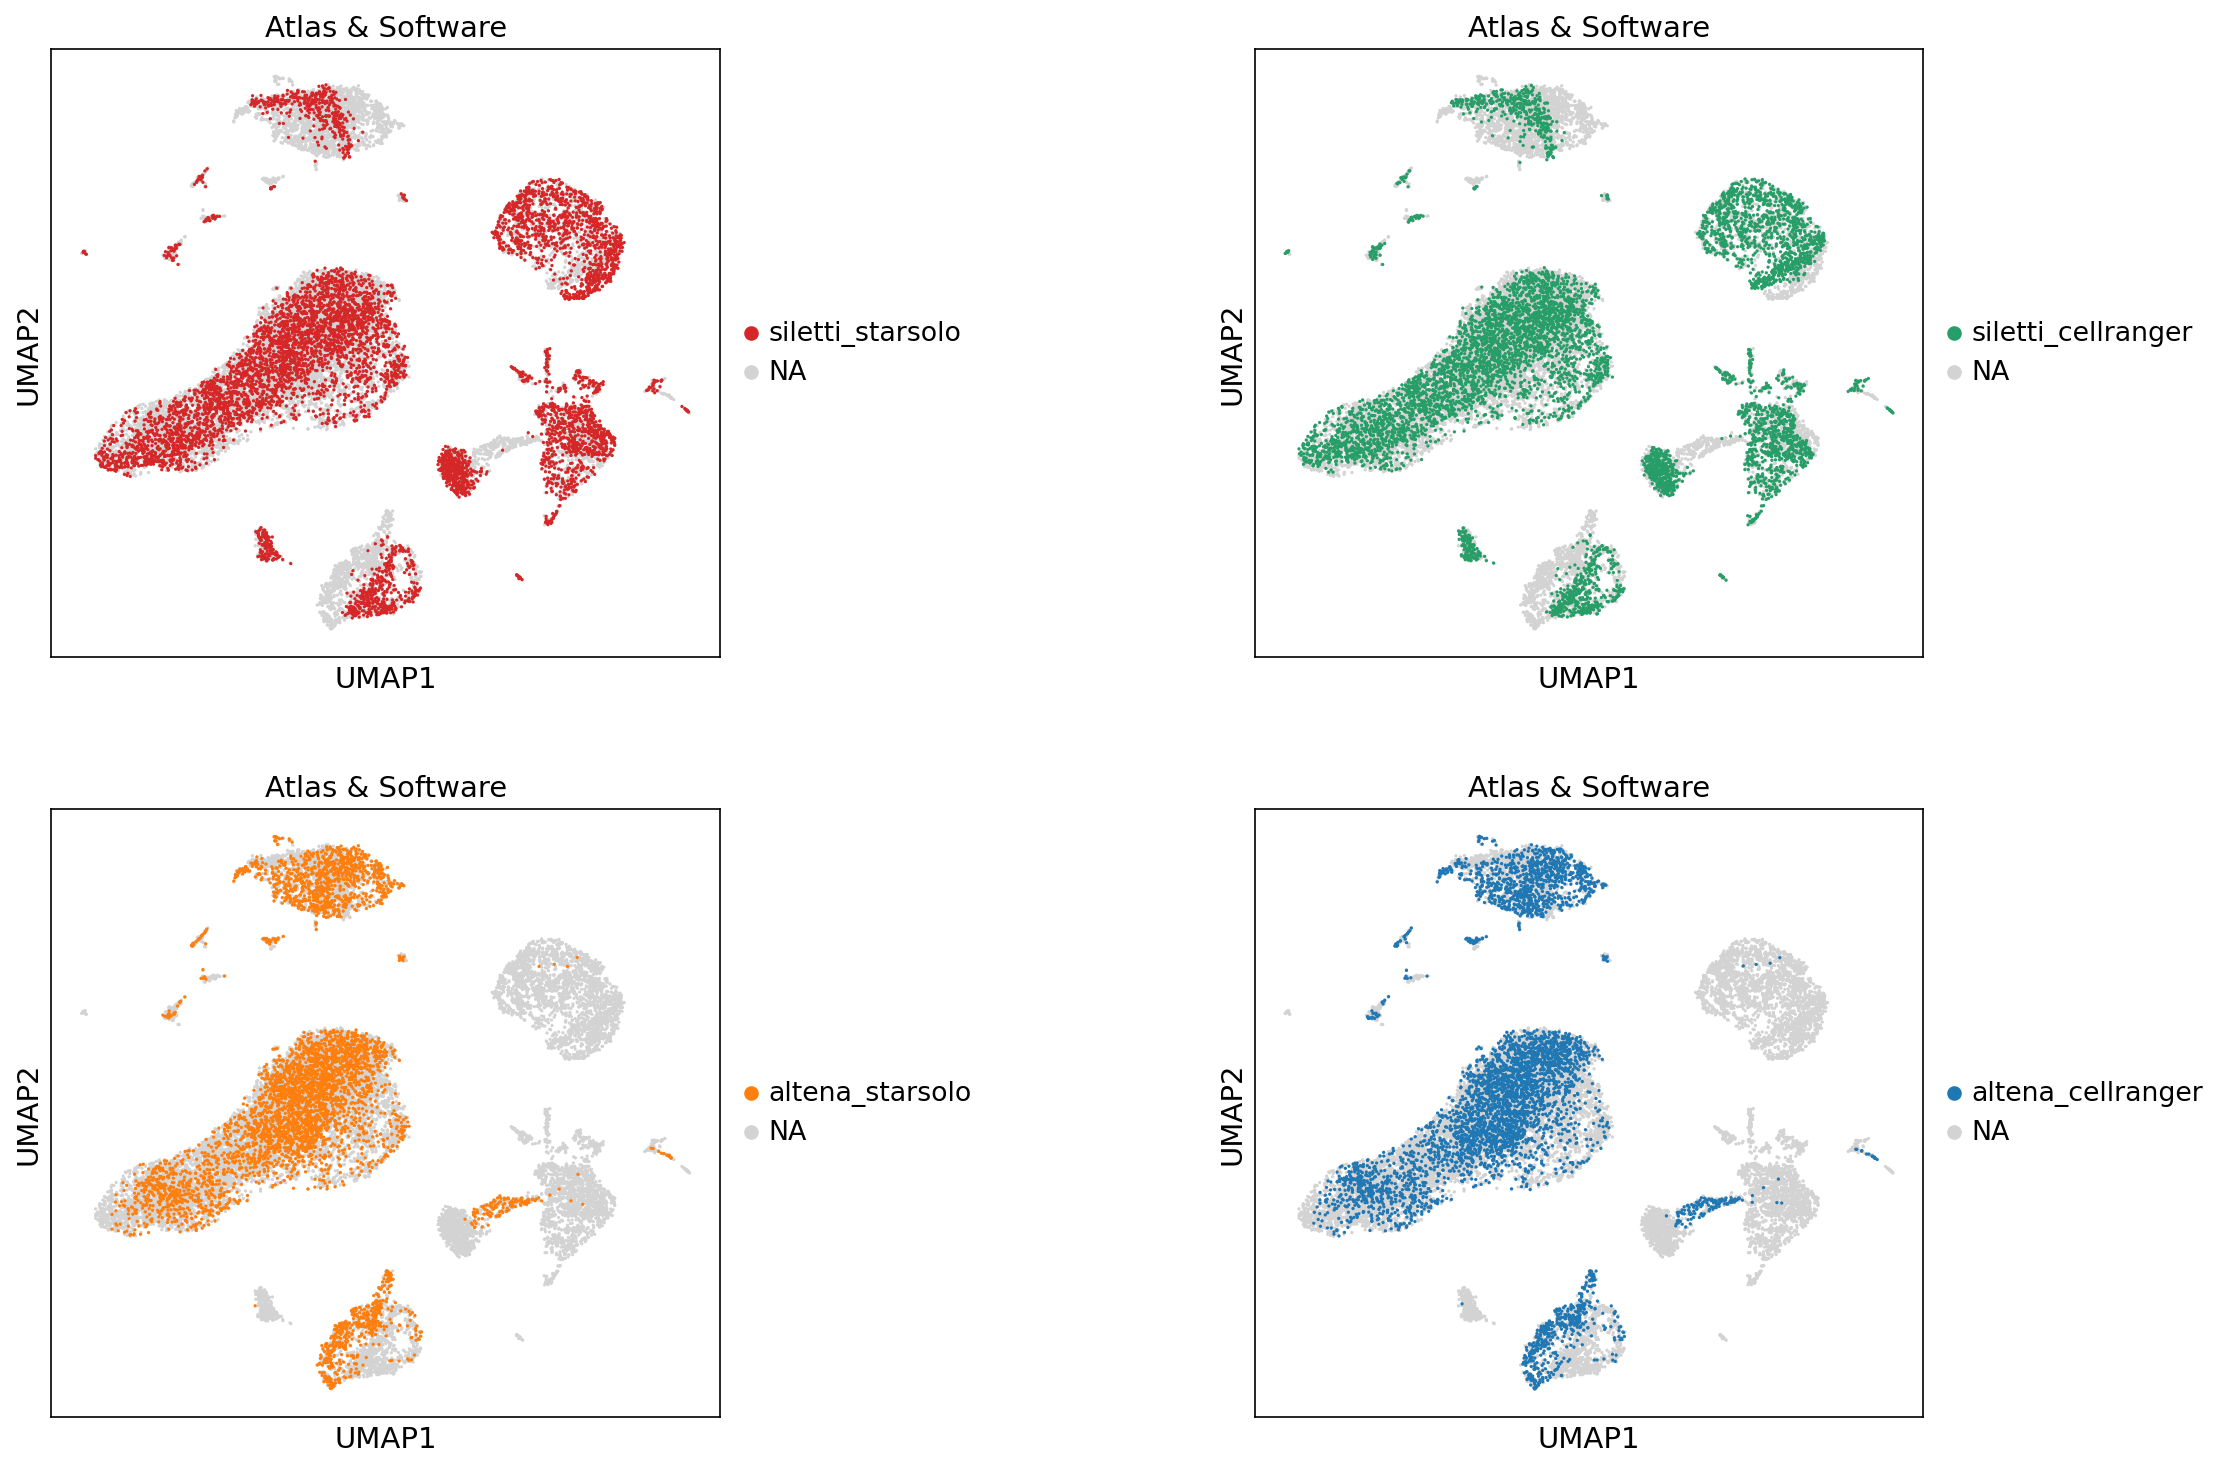 Atlas & Software
UMAP2
siletti_starsolo
NA
UMAP1
Atlas & Software
UMAP2
siletti_cellranger
NA
UMAP1
Atlas & Software
UMAP2
altena_starsolo
NA
UMAP1
Atlas & Software
UMAP2
altena_cellranger
NA
UMAP1